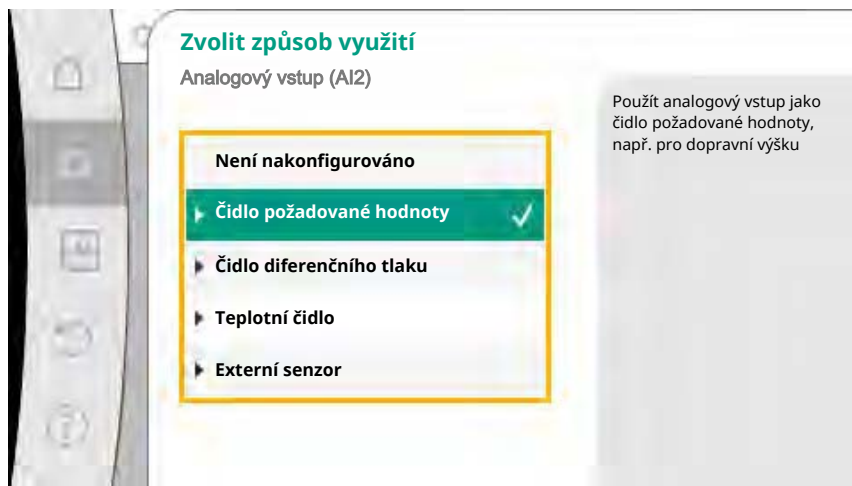 Zvolit způsob využití
Analogový vstup (AI2)
Není nakonfigurováno
Čidlo požadované hodnoty
Čidlo diferenčního tlaku
Teplotní čidlo
Externí senzor
Použít analogový vstup jako
čidlo požadované hodnoty,
např. pro dopravní výšku